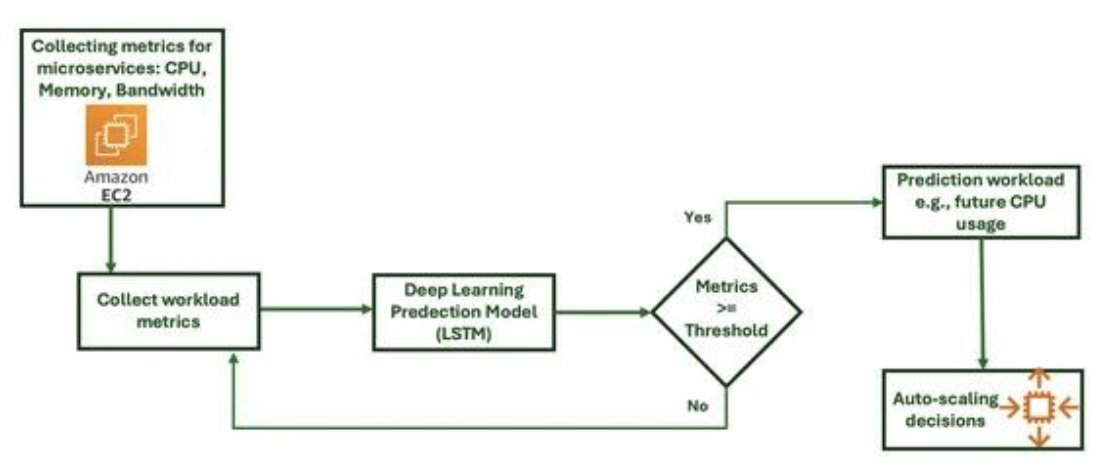 Collecting metrics for
microservices: CPU,
Memory, Bandwidth
Amazon
EC2
Collect workload
metrics
Deep Learning
Predection Model
(LSTM)
Metrics
>=
Threshold
Yes
No
Prediction workload
e.g., future CPU
usage
Auto-scaling
decisions